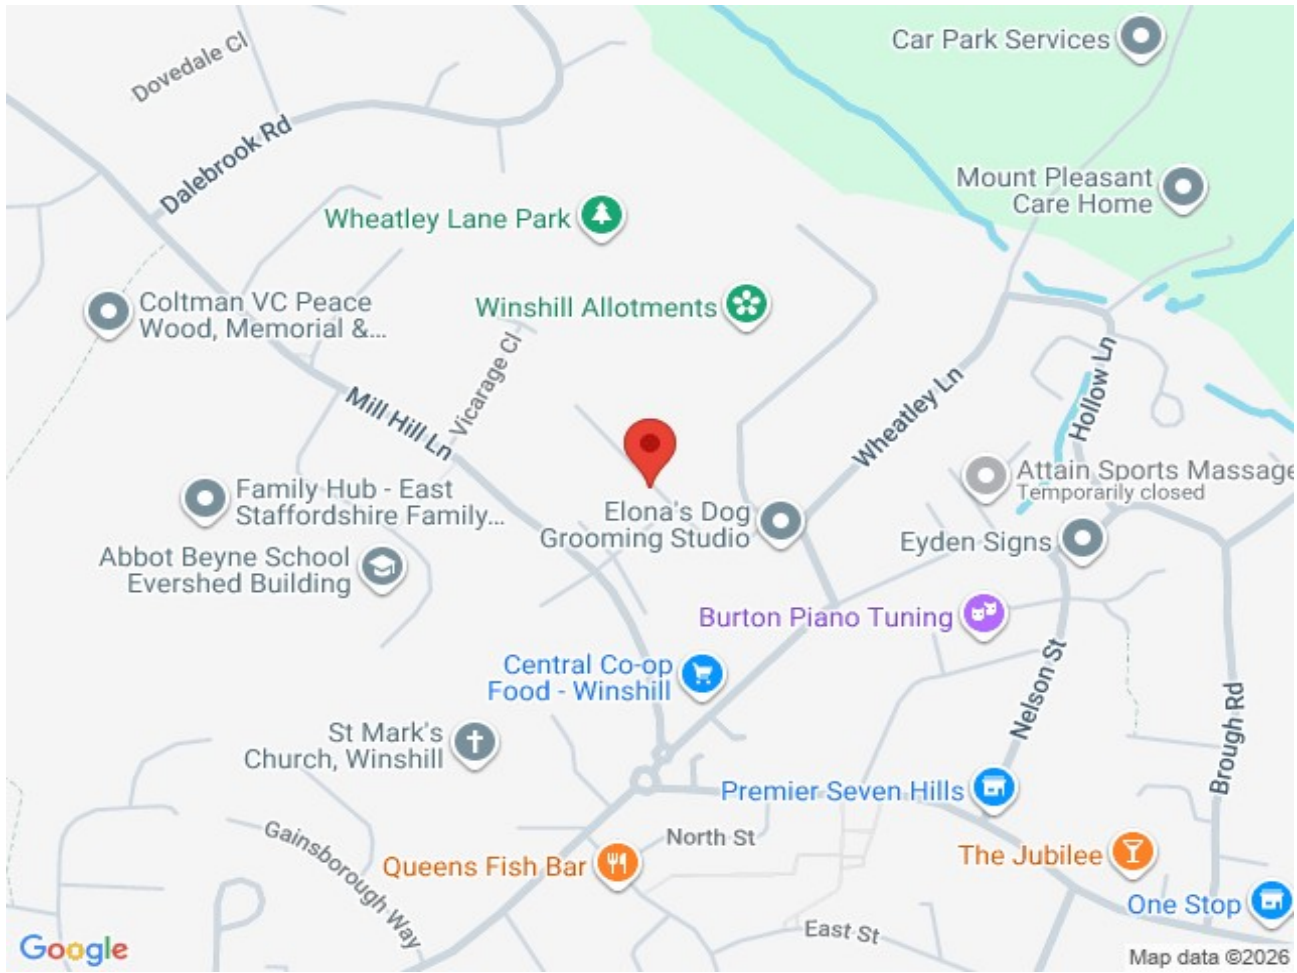 Car Park Services
Dovedale Cl
Dalebrook Rd
Mount Pleasant
Care Home
Wheatley Lane Park
Coltman VC Peace
Wood, Memorial &...
Winshill Allotments
Vicarage Cl
Hollow Ln
Mill Hill Ln
Wheatley Ln
Attain Sports Massage
Temporarily closed
Family Hub - East
Staffordshire Family...
Elona's Dog
Grooming Studio
Eyden Signs
Abbot Beyne School
Evershed Building
Burton Piano Tuning
Central Co-op
Food - Winshill
Nelson St
St Mark's
Church, Winshill
Brough Rd
Premier Seven Hills
North St
Gainsborough Way
Queens Fish Bar
The Jubilee
One Stop
East St
Google
Map data ©2026